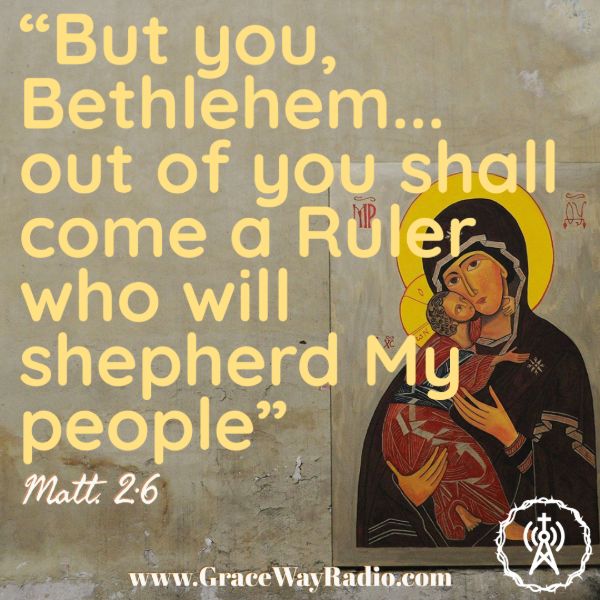 “But you,
Bethlehem...
out of you shall
come a Ruler
who will
shepherd My
people”
Matt. 2:6
www.GraceWayRadio.com